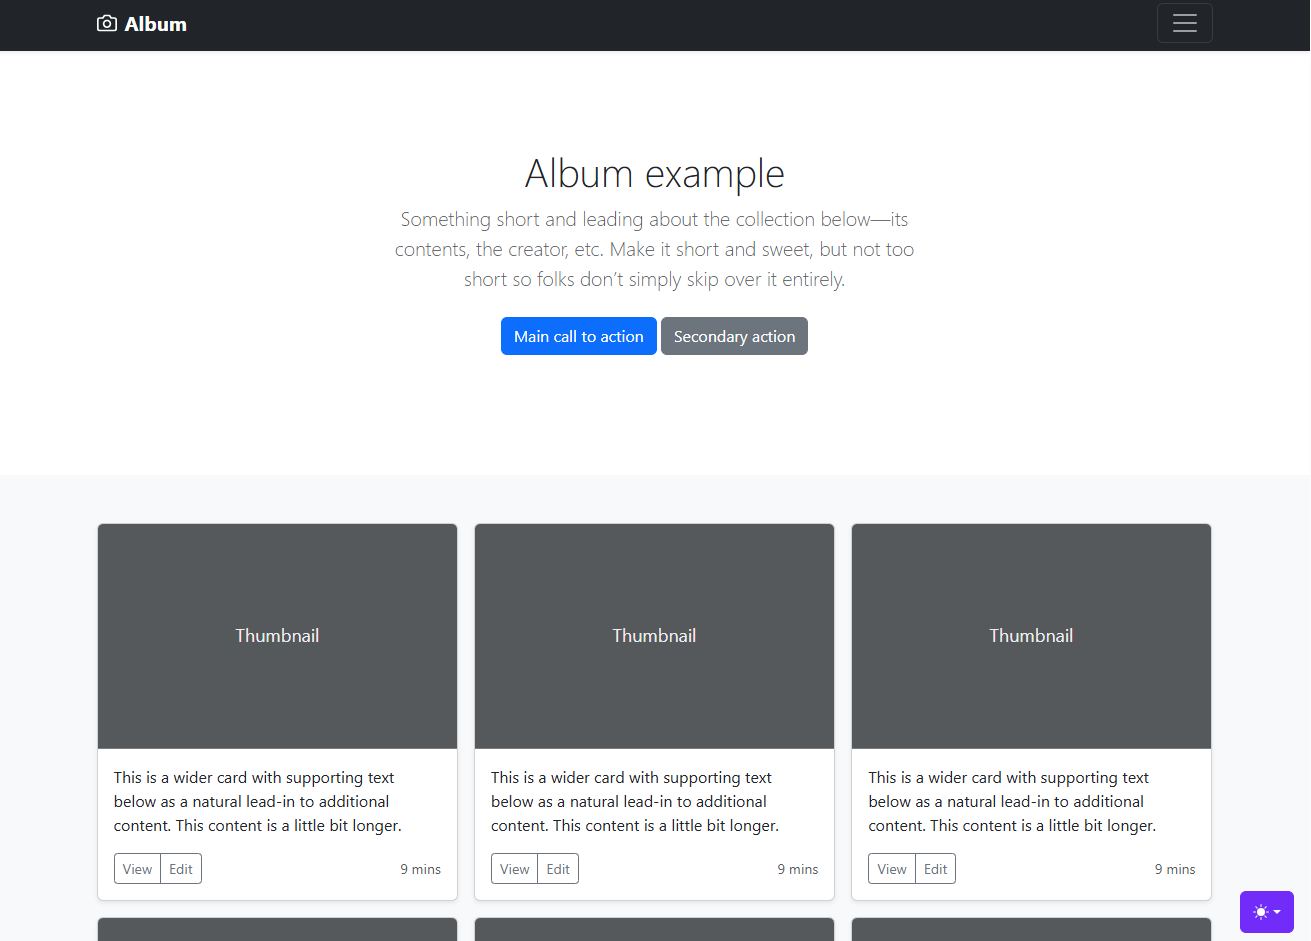 Album
Album example
Something short and leading about the collection below—its
contents, the creator, etc. Make it short and sweet, but not too
short so folks don’t simply skip over it entirely.
Main call to action Secondary action
Thumbnail
This is a wider card with supporting text
below as a natural lead-in to additional
content. This content is a little bit longer.
View Edit 9 mins
Thumbnail
This is a wider card with supporting text
below as a natural lead-in to additional
content. This content is a little bit longer.
View Edit 9 mins
Thumbnail
This is a wider card with supporting text
below as a natural lead-in to additional
content. This content is a little bit longer.
View Edit 9 mins